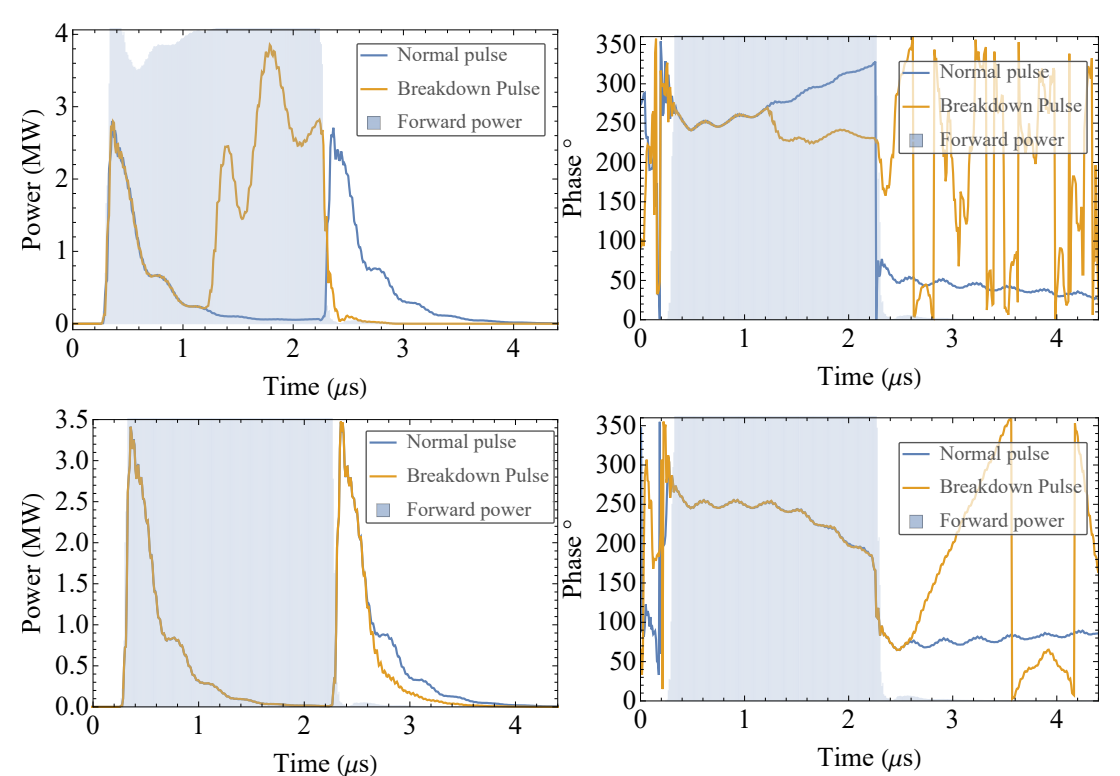 4
3
2
1
0
Power (MW)
Normal pulse
Breakdown Pulse
Forward power
0
1
2
3
4
Time (μs)
350
300
250
200
150
100
50
0
Phase °
Normal pulse
Breakdown Pulse
Forward power
0
1
2
3
4
Time (μs)
3.5
3.0
2.5
2.0
1.5
1.0
0.5
0.0
Power (MW)
Normal pulse
Breakdown Pulse
Forward power
0
1
2
3
4
Time (μs)
350
300
250
200
150
100
50
0
Phase °
Normal pulse
Breakdown Pulse
Forward power
0
1
2
3
4
Time (μs)